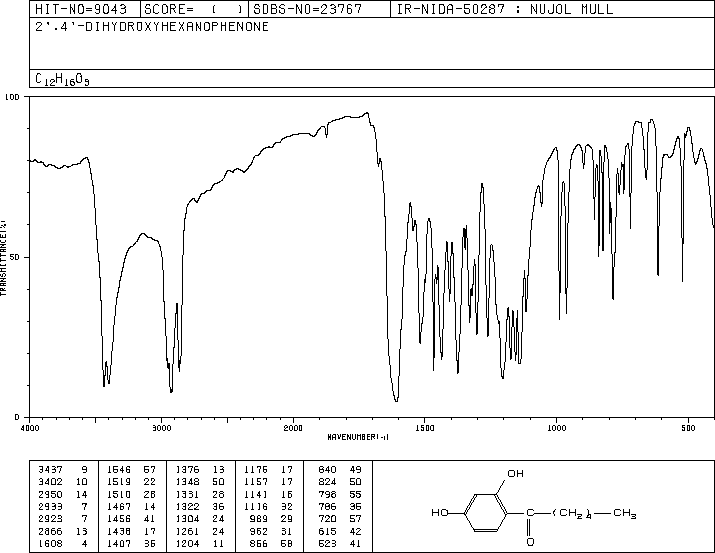 HIT-NO=9043 SCORE= ( ) SDBS-NO=23767 IR-NIDA-50287 : NUJOL MULL
2'.4'-DIHYDROXYHEXANOPHENONE
C12H16O3
100
50
0
TRANSMITTANCE(%)
4000 3000 2000 1500 1000 500
WAVENUMBER(-1)
3437 9 1546 57 1376 13 1175 17 840 49
3402 10 1519 22 1348 50 1157 17 824 50
2950 14 1510 26 1331 28 1141 16 798 55
2933 7 1467 14 1322 36 1116 32 786 35
2923 7 1456 41 1304 24 989 29 720 57
2866 13 1438 17 1261 24 962 31 615 42
1608 4 1407 35 1204 11 856 58 523 41
OH
HO
C (CH2)4 CH3
O